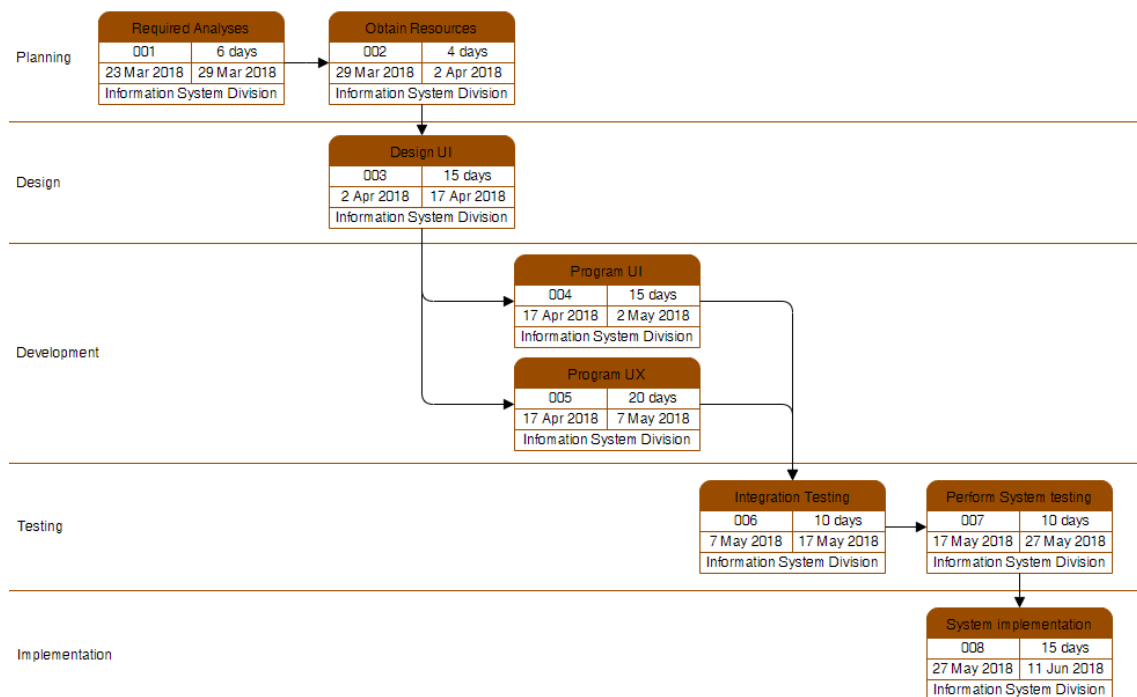 Planning
Required Analyses
001 6 days
23 Mar 2018 29 Mar 2018
Information System Division
Obtain Resources
002 4 days
29 Mar 2018 2 Apr 2018
Information System Division
Design
Design UI
003 15 days
2 Apr 2018 17 Apr 2018
Information System Division
Development
Program UI
004 15 days
17 Apr 2018 2 May 2018
Information System Division
Program UX
005 20 days
17 Apr 2018 7 May 2018
Infomation System Division
Testing
Integration Testing
006 10 days
7 May 2018 17 May 2018
Information System Division
Perform System testing
007 10 days
17 May 2018 27 May 2018
Information System Division
Implementation
System implementation
008 15 days
27 May 2018 11 Jun 2018
Information System Division